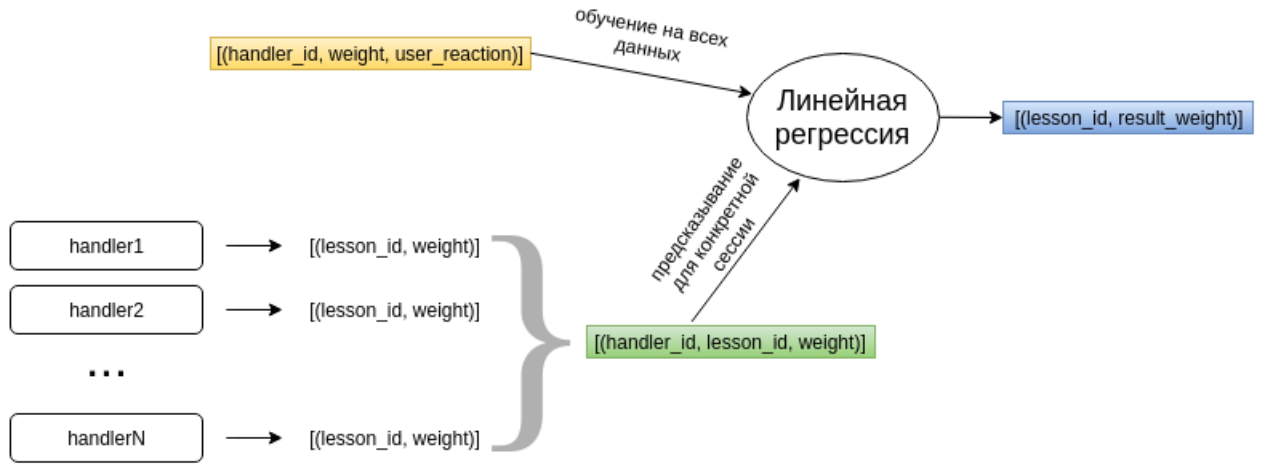 обучение на всех
данных
[(handler_id, weight, user_reaction)]
Линейная
регрессия
[(lesson_id, result_weight)]
предсказывание
для конкретной
сессии
handler1
[(lesson_id, weight)]
handler2
[(lesson_id, weight)]
[(handler_id, lesson_id, weight)]
...
handlerN
[(lesson_id, weight)]